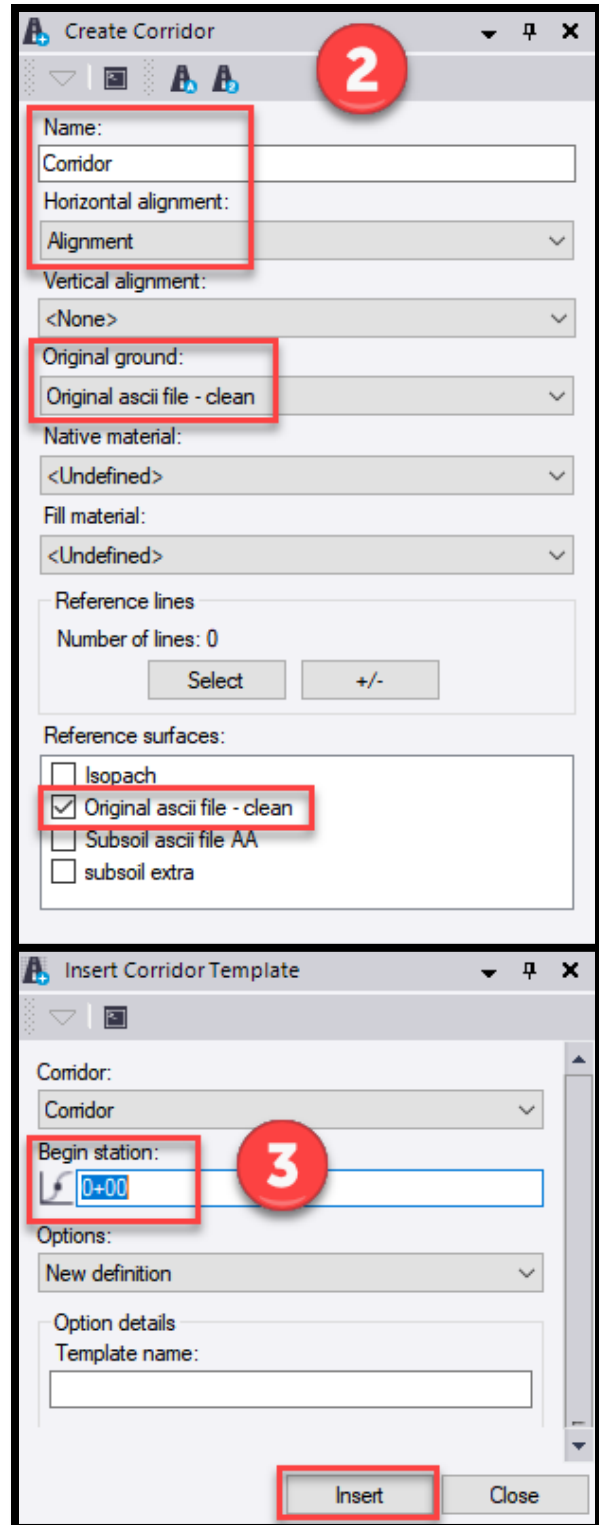 Create Corridor
2
Name:
Corridor
Horizontal alignment:
Alignment
Vertical alignment:
<None>
Original ground:
Original ascii file - clean
Native material:
<Undefined>
Fill material:
<Undefined>
Reference lines
Number of lines: 0
Select +/-
Reference surfaces:
Isopach
Original ascii file - clean
Subsoil ascii file AA
subsoil extra
Insert Corridor Template
Corridor:
Corridor
Begin station:
3
0+00
Options:
New definition
Option details
Template name:
Insert Close